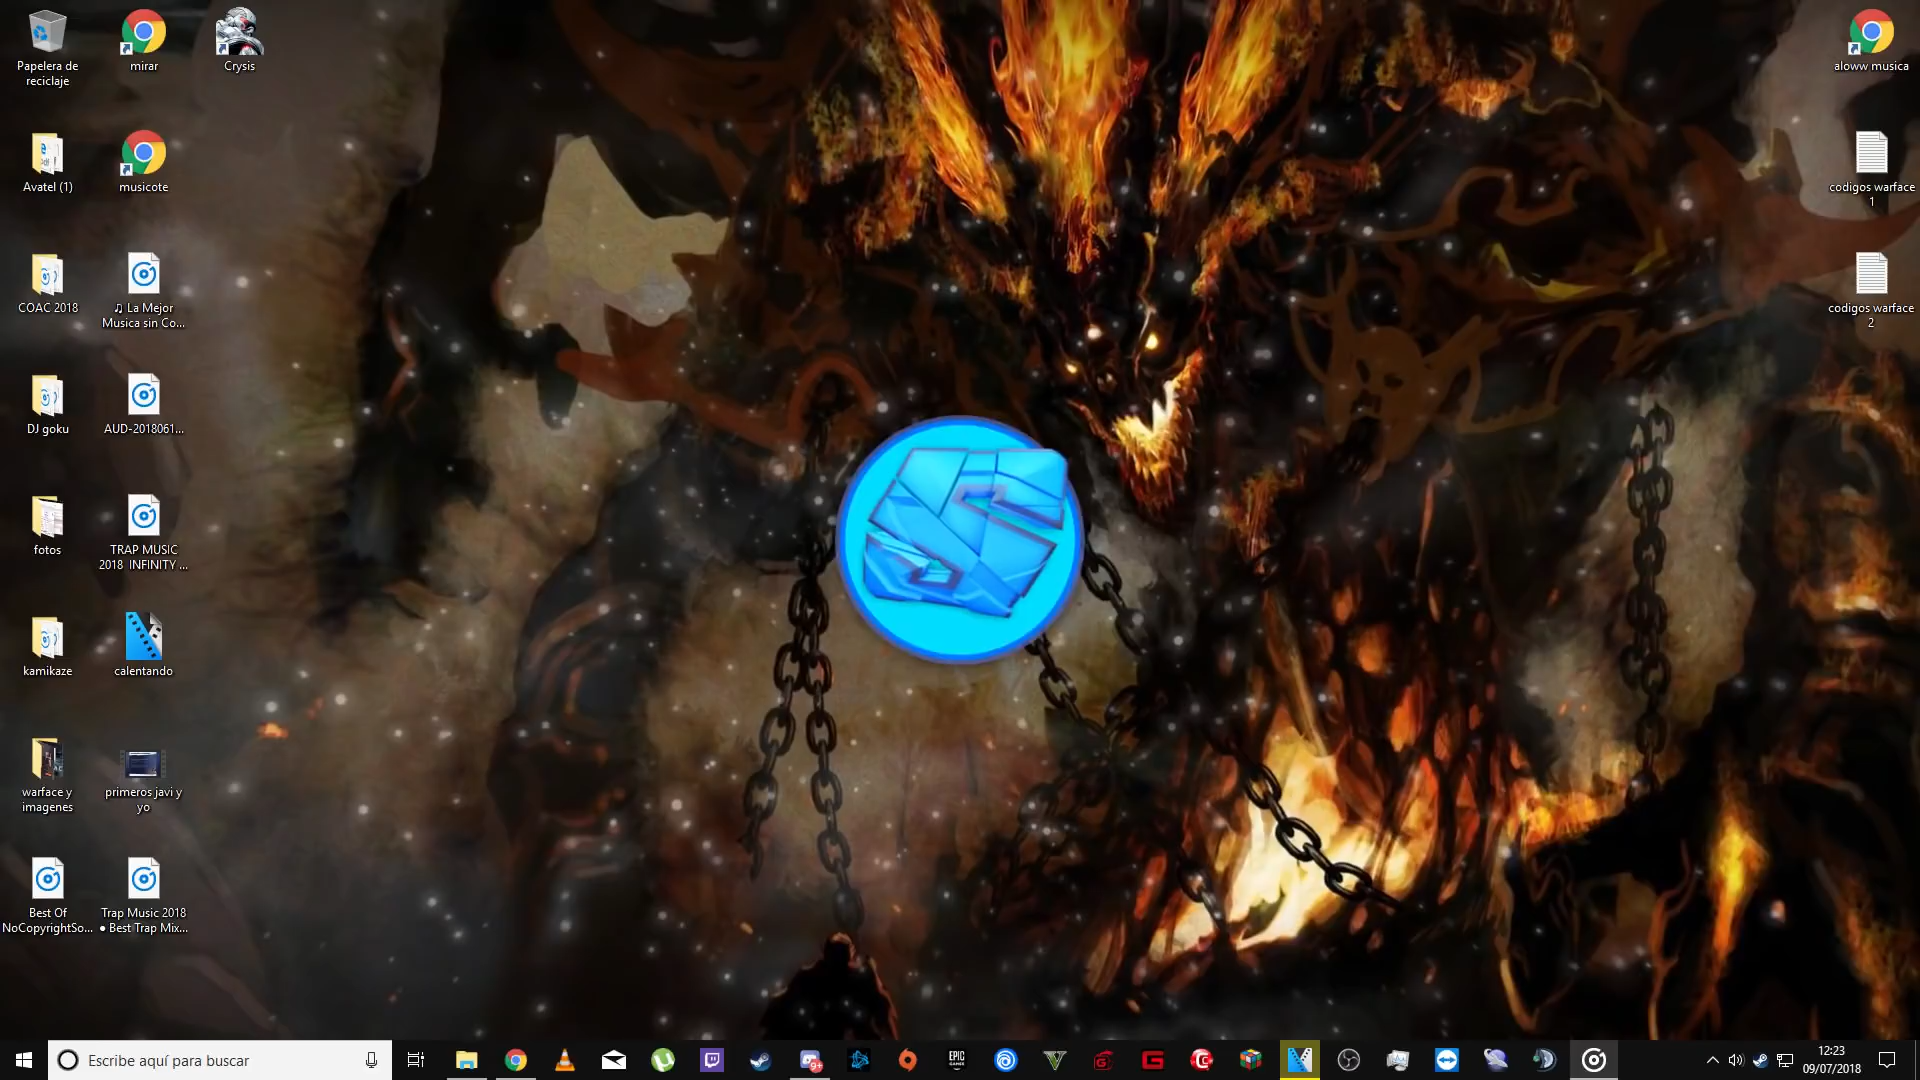 Papelera de
reciclaje
mirar
Crysis
aloww musica
Avatel (1)
musicote
codigos warface
1
COAC 2018
♫ La Mejor
Musica sin Co...
codigos warface
2
DJ goku
AUD-2018061...
fotos
TRAP MUSIC
2018 INFINITY ...
kamikaze
calentando
warface y
imagenes
primeros javi y
yo
Best Of
NoCopyrightSo...
Trap Music 2018
● Best Trap Mix...
Escribe aquí para buscar
9+
EPIC
GAMES
12:23
09/07/2018